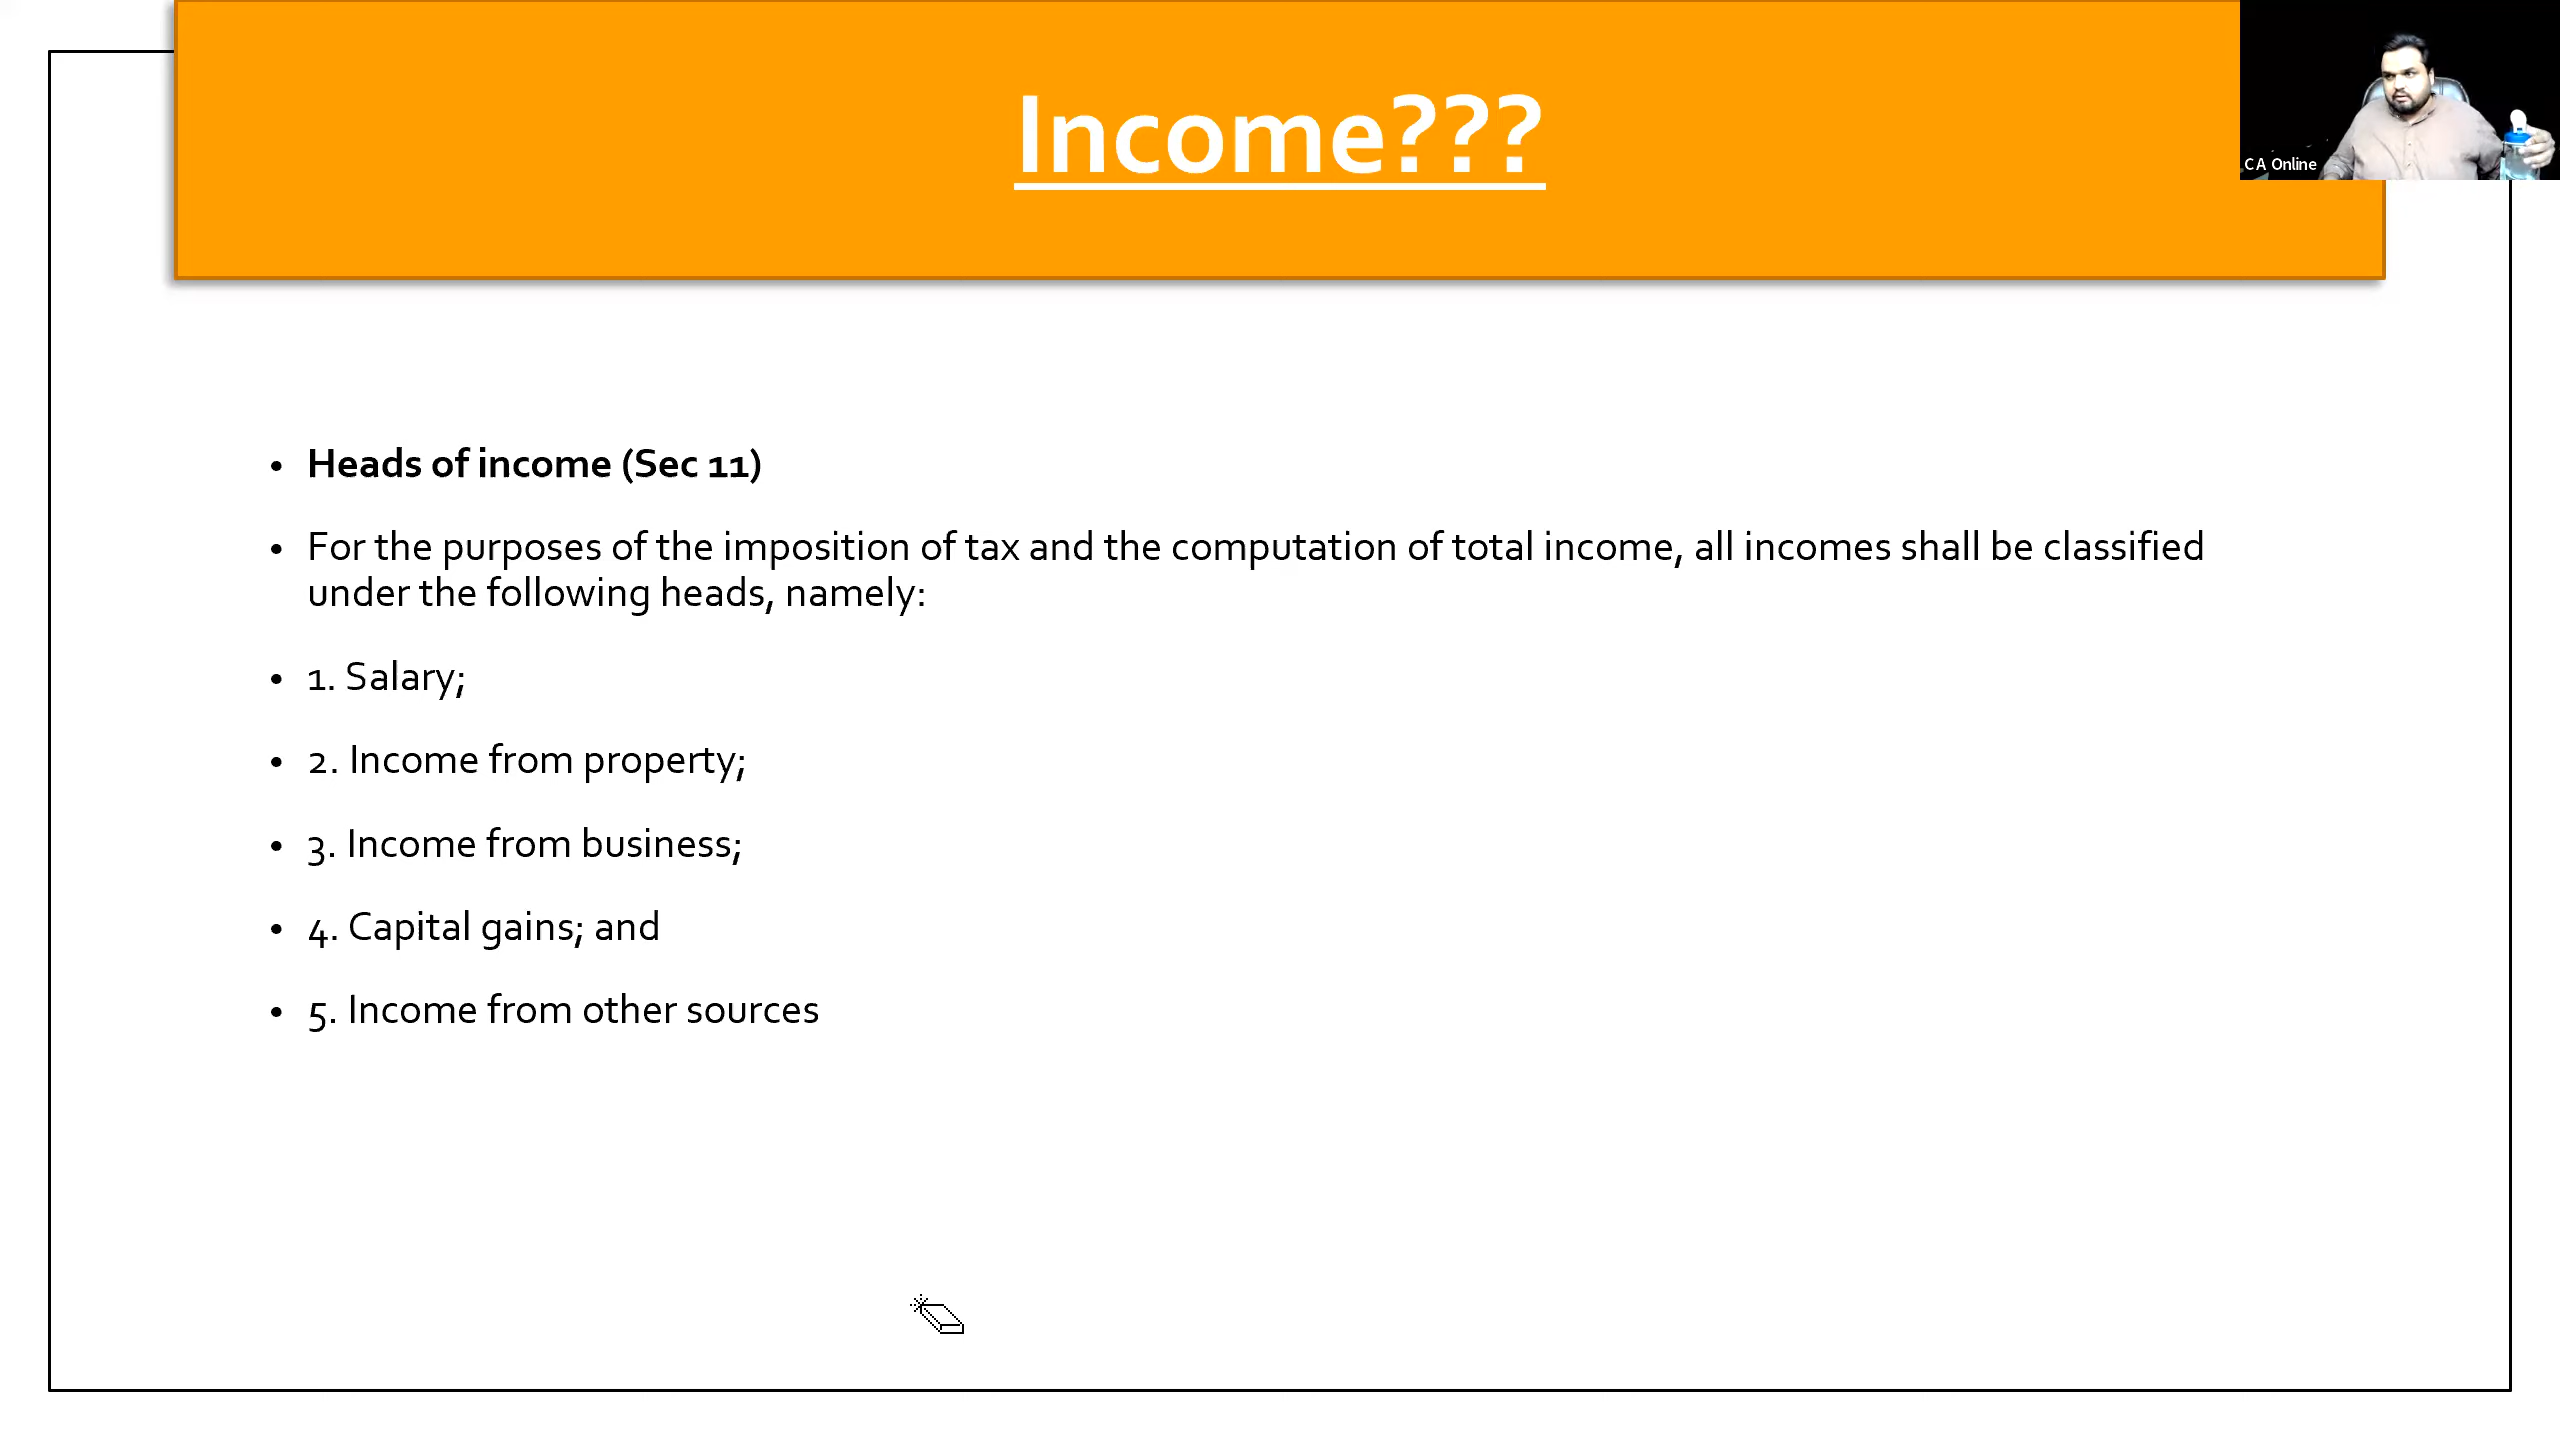 Income???
CA Online
• Heads of income (Sec 11)
• For the purposes of the imposition of tax and the computation of total income, all incomes shall be classified
under the following heads, namely:
• 1. Salary;
• 2. Income from property;
• 3. Income from business;
• 4. Capital gains; and
• 5. Income from other sources